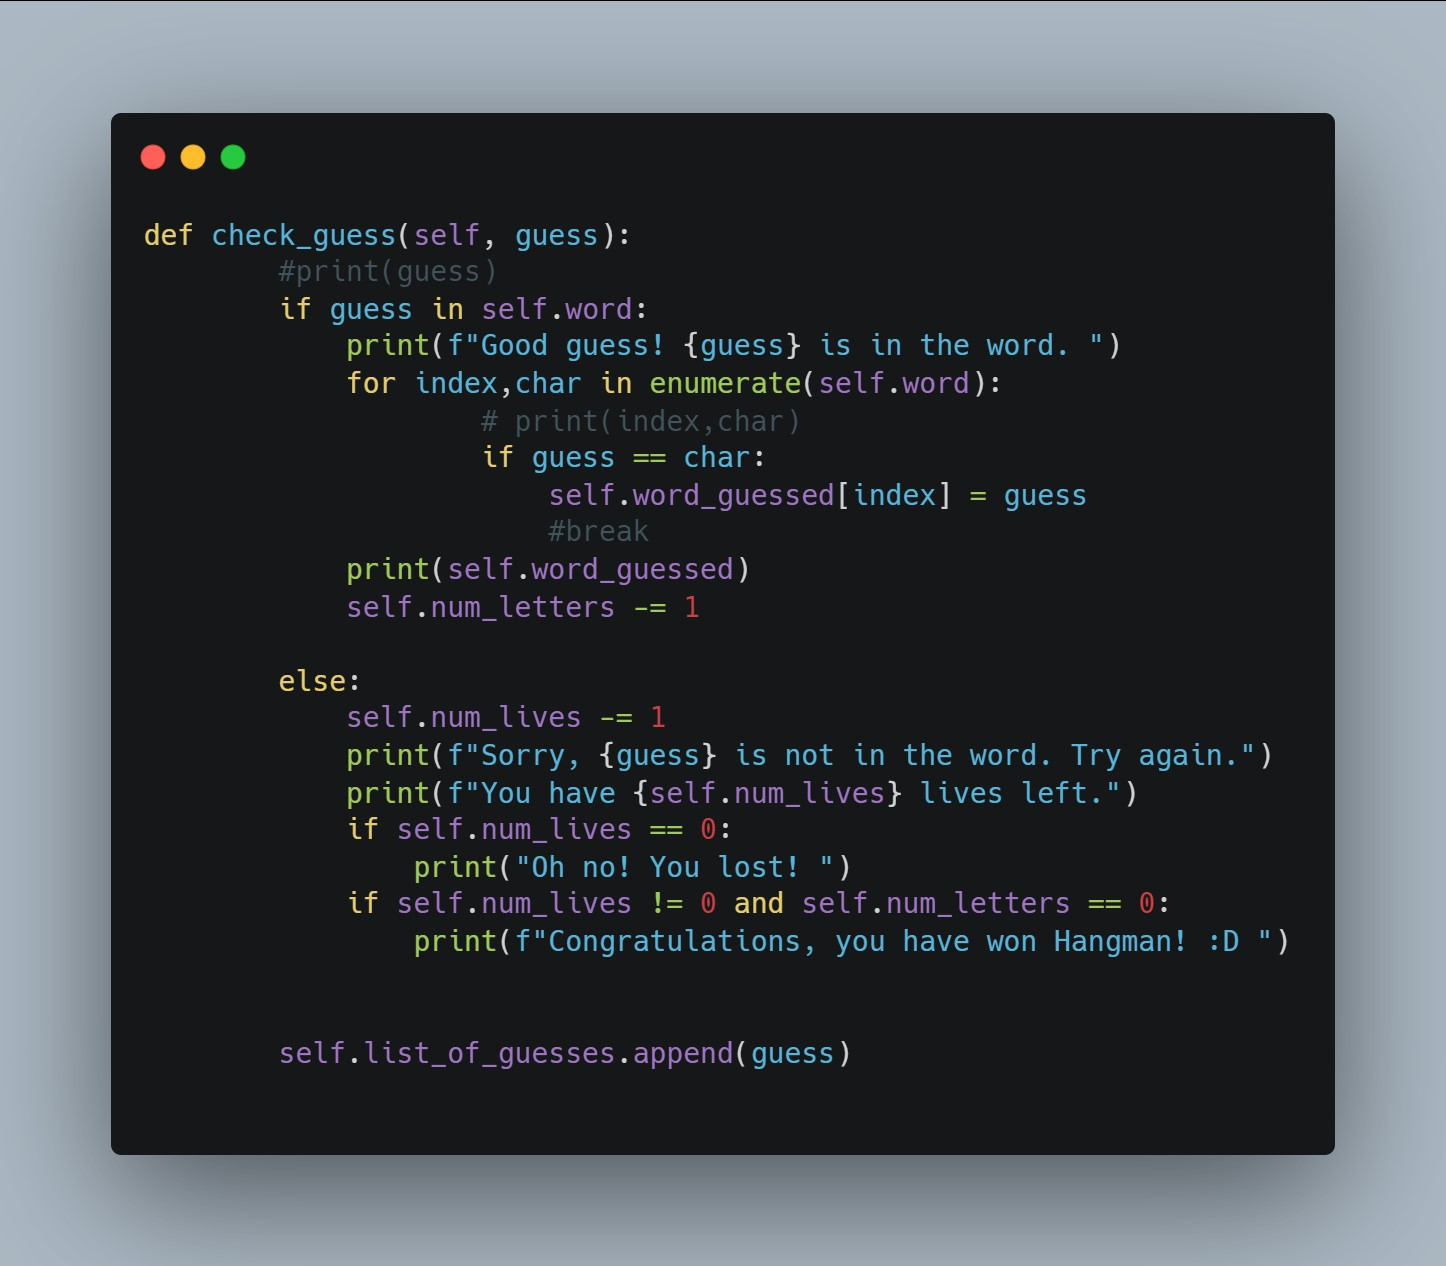 def check_guess(self, guess):
        #print(guess)
        if guess in self.word:
            print(f"Good guess! {guess} is in the word. ")
            for index,char in enumerate(self.word):
                    # print(index,char)
                    if guess == char:
                        self.word_guessed[index] = guess
                        #break
            print(self.word_guessed)
            self.num_letters -= 1
        else:
            self.num_lives -= 1
            print(f"Sorry, {guess} is not in the word. Try again.")
            print(f"You have {self.num_lives} lives left.")
            if self.num_lives == 0:
                print("Oh no! You lost! ")
            if self.num_lives != 0 and self.num_letters == 0:
                print(f"Congratulations, you have won Hangman! :D ")
        self.list_of_guesses.append(guess)